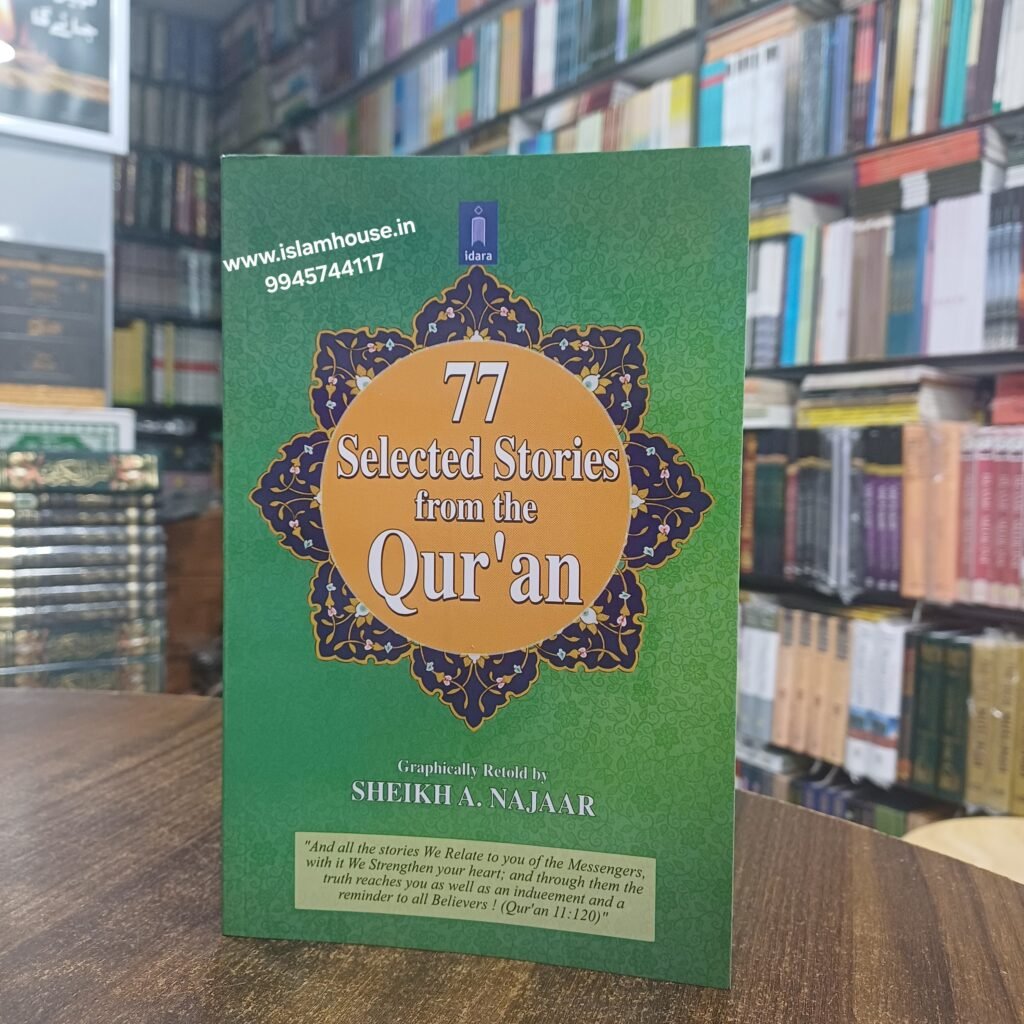 www.islamhouse.in
9945744117
idara
77
Selected Stories
from the
Qur'an
Graphically Retold by
SHEIKH A. NAJAAR
"And all the stories We Relate to you of the Messengers,
with it We Strengthen your heart; and through them the
truth reaches you as well as an indueement and a
reminder to all Believers ! (Qur'an 11:120)"